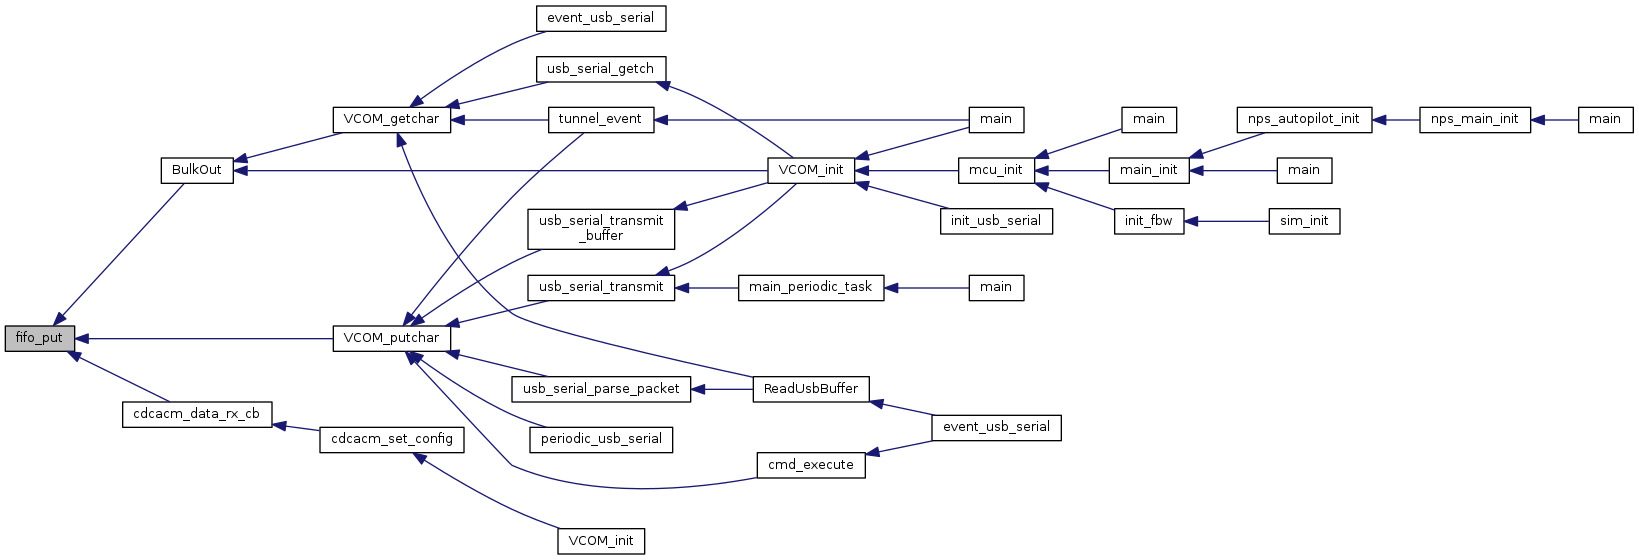 event_usb_serial
usb_serial_getch
VCOM_getchar
tunnel_event
main
main
nps_autopilot_init
nps_main_init
main
BulkOut
VCOM_init
mcu_init
main_init
main
usb_serial_transmit
_buffer
init_usb_serial
init_fbw
sim_init
usb_serial_transmit
main_periodic_task
main
fifo_put
VCOM_putchar
usb_serial_parse_packet
ReadUsbBuffer
cdcacm_data_rx_cb
event_usb_serial
cdcacm_set_config
periodic_usb_serial
cmd_execute
VCOM_init